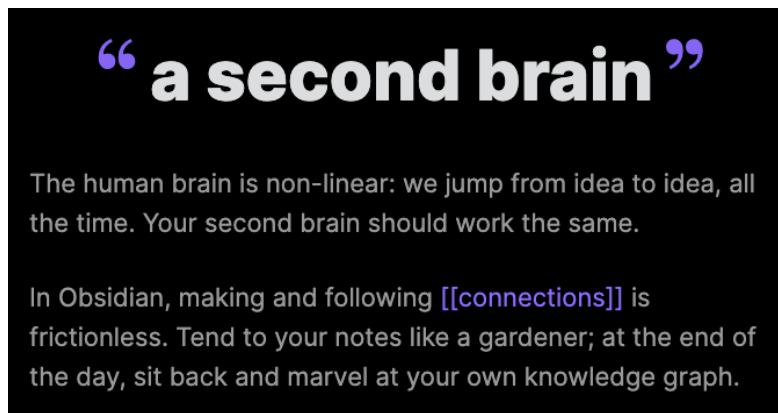 “ a second brain ”
The human brain is non-linear: we jump from idea to idea, all
the time. Your second brain should work the same.
In Obsidian, making and following [[connections]] is
frictionless. Tend to your notes like a gardener; at the end of
the day, sit back and marvel at your own knowledge graph.